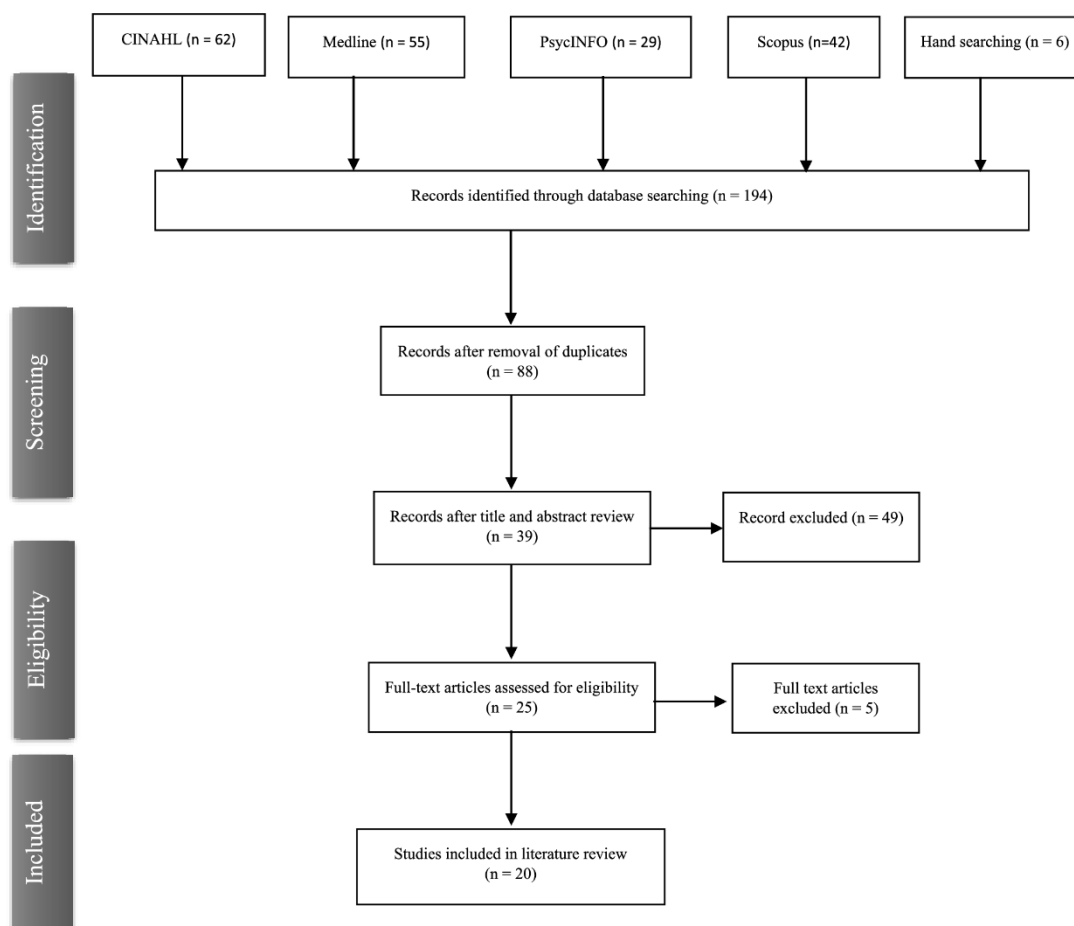 CINAHL (n = 62)
Medline (n = 55)
PsycINFO (n = 29)
Scopus (n=42)
Hand searching (n = 6)
Identification
Records identified through database searching (n = 194)
Screening
Records after removal of duplicates
(n = 88)
Records after title and abstract review
(n = 39)
Record excluded (n = 49)
Eligibility
Full-text articles assessed for eligibility
(n = 25)
Full text articles
excluded (n = 5)
Included
Studies included in literature review
(n = 20)